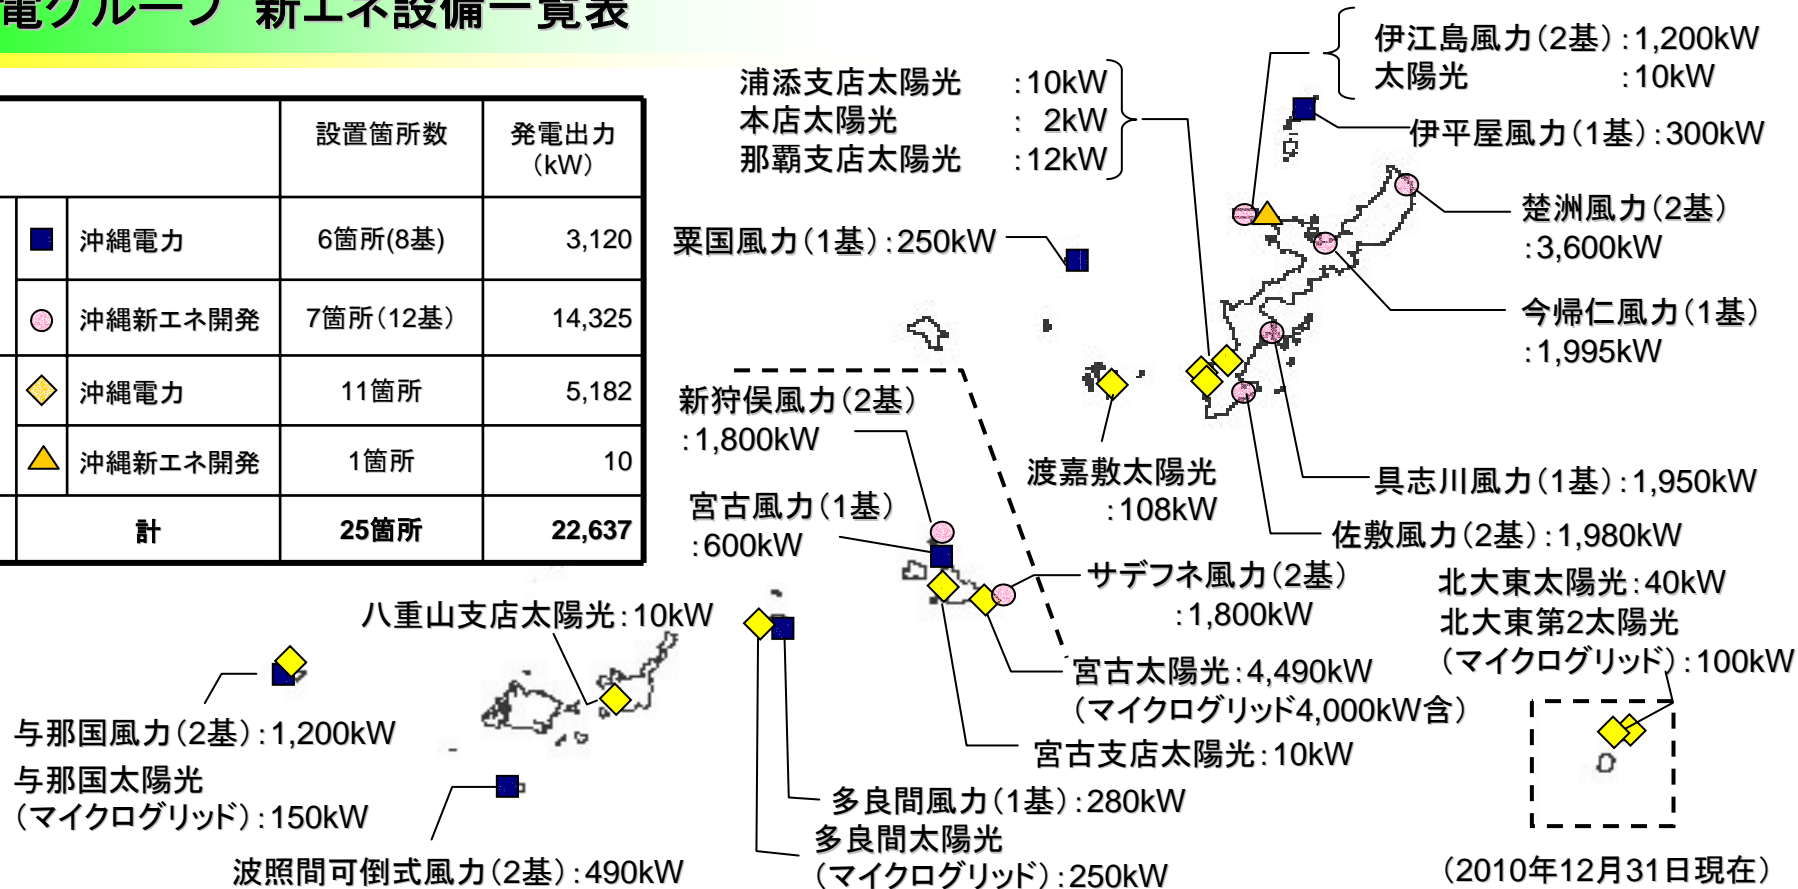 電グループ 新エネ設備一覧表
設置箇所数
発電出力
（kW）
沖縄電力 6箇所(8基) 3,120
沖縄新エネ開発 7箇所（12基） 14,325
沖縄電力 11箇所 5,182
沖縄新エネ開発 1箇所 10
計 25箇所 22,637
浦添支店太陽光 ：10kW
本店太陽光 ： 2kW
那覇支店太陽光 ：12kW
伊江島風力（2基）：1,200kW
太陽光 ：10kW
伊平屋風力（1基）：300kW
楚洲風力（2基）
：3,600kW
粟国風力（1基）：250kW
今帰仁風力（1基）
：1,995kW
新狩俣風力（2基）
：1,800kW
渡嘉敷太陽光
：108kW
具志川風力（1基）：1,950kW
宮古風力（1基）
：600kW
佐敷風力（2基）：1,980kW
サデフネ風力（2基）
：1,800kW
北大東太陽光：40kW
北大東第2太陽光
（マイクログリッド）：100kW
八重山支店太陽光：10kW
宮古太陽光：4,490kW
（マイクログリッド4,000kW含）
宮古支店太陽光：10kW
与那国風力（2基）：1,200kW
与那国太陽光
（マイクログリッド）：150kW
多良間風力（1基）：280kW
多良間太陽光
（マイクログリッド）：250kW
波照間可倒式風力（2基）：490kW
（2010年12月31日現在）